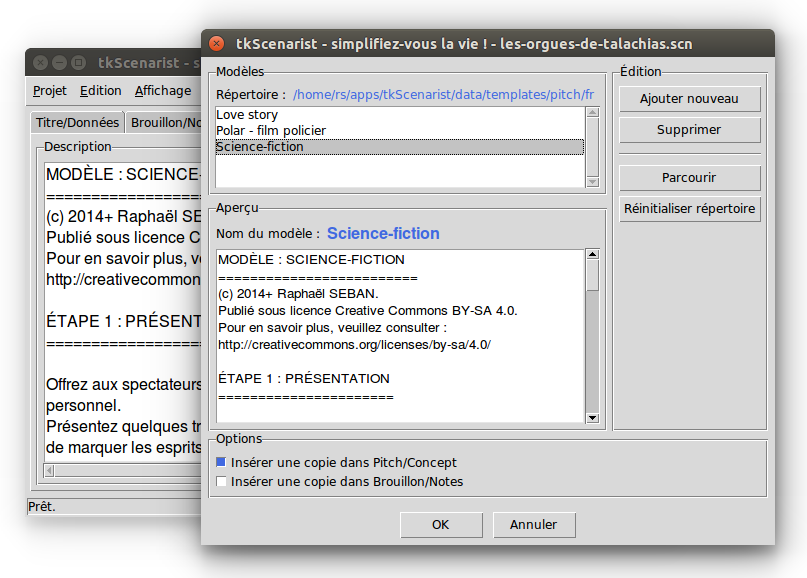 tkScenarist - s
Projet Edition Affichage
Titre/Données Brouillon/No
Description
MODÈLE : SCIENCE-
====================
(c) 2014+ Raphaël SE
Publié sous licence C
Pour en savoir plus, v
http://creativecommon
ÉTAPE 1 : PRÉSENT
====================
Offrez aux spectateurs
personnel.
Présentez quelques tr
de marquer les esprits
Prêt.
tkScenarist - simplifiez-vous la vie ! - les-orgues-de-talachias.scn
Modèles
Répertoire : /home/rs/apps/tkScenarist/data/templates/pitch/fr
Love story
Polar - film policier
Science-fiction
Aperçu
Nom du modèle : Science-fiction
MODÈLE : SCIENCE-FICTION
=========================
(c) 2014+ Raphaël SEBAN.
Publié sous licence Creative Commons BY-SA 4.0.
Pour en savoir plus, veuillez consulter :
http://creativecommons.org/licenses/by-sa/4.0/
ÉTAPE 1 : PRÉSENTATION
======================
Édition
Ajouter nouveau
Supprimer
Parcourir
Réinitialiser répertoire
Options
Insérer une copie dans Pitch/Concept
Insérer une copie dans Brouillon/Notes
OK Annuler